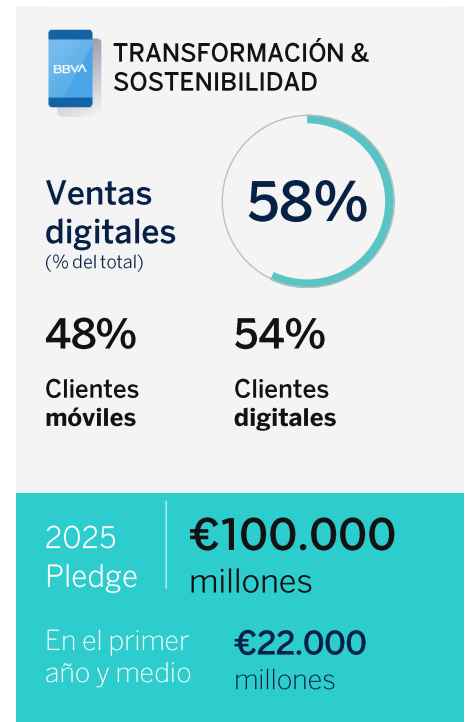 BBVA
TRANSFORMACIÓN &
SOSTENIBILIDAD
Ventas
digitales
(% del total)
58%
48%
Clientes
móviles
54%
Clientes
digitales
2025
Pledge
€100.000
millones
En el primer
año y medio
€22.000
millones